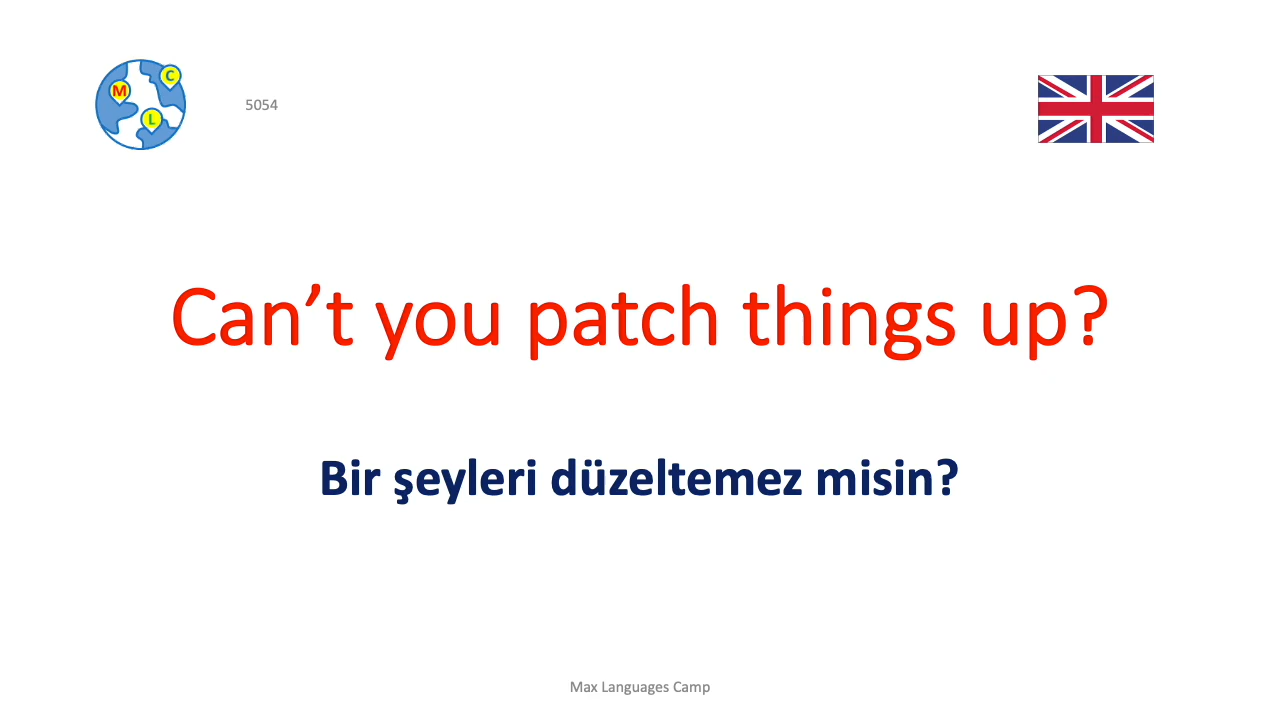 M
C
L
5054
Can’t you patch things up?
Bir şeyleri düzeltemez misin?
Max Languages Camp